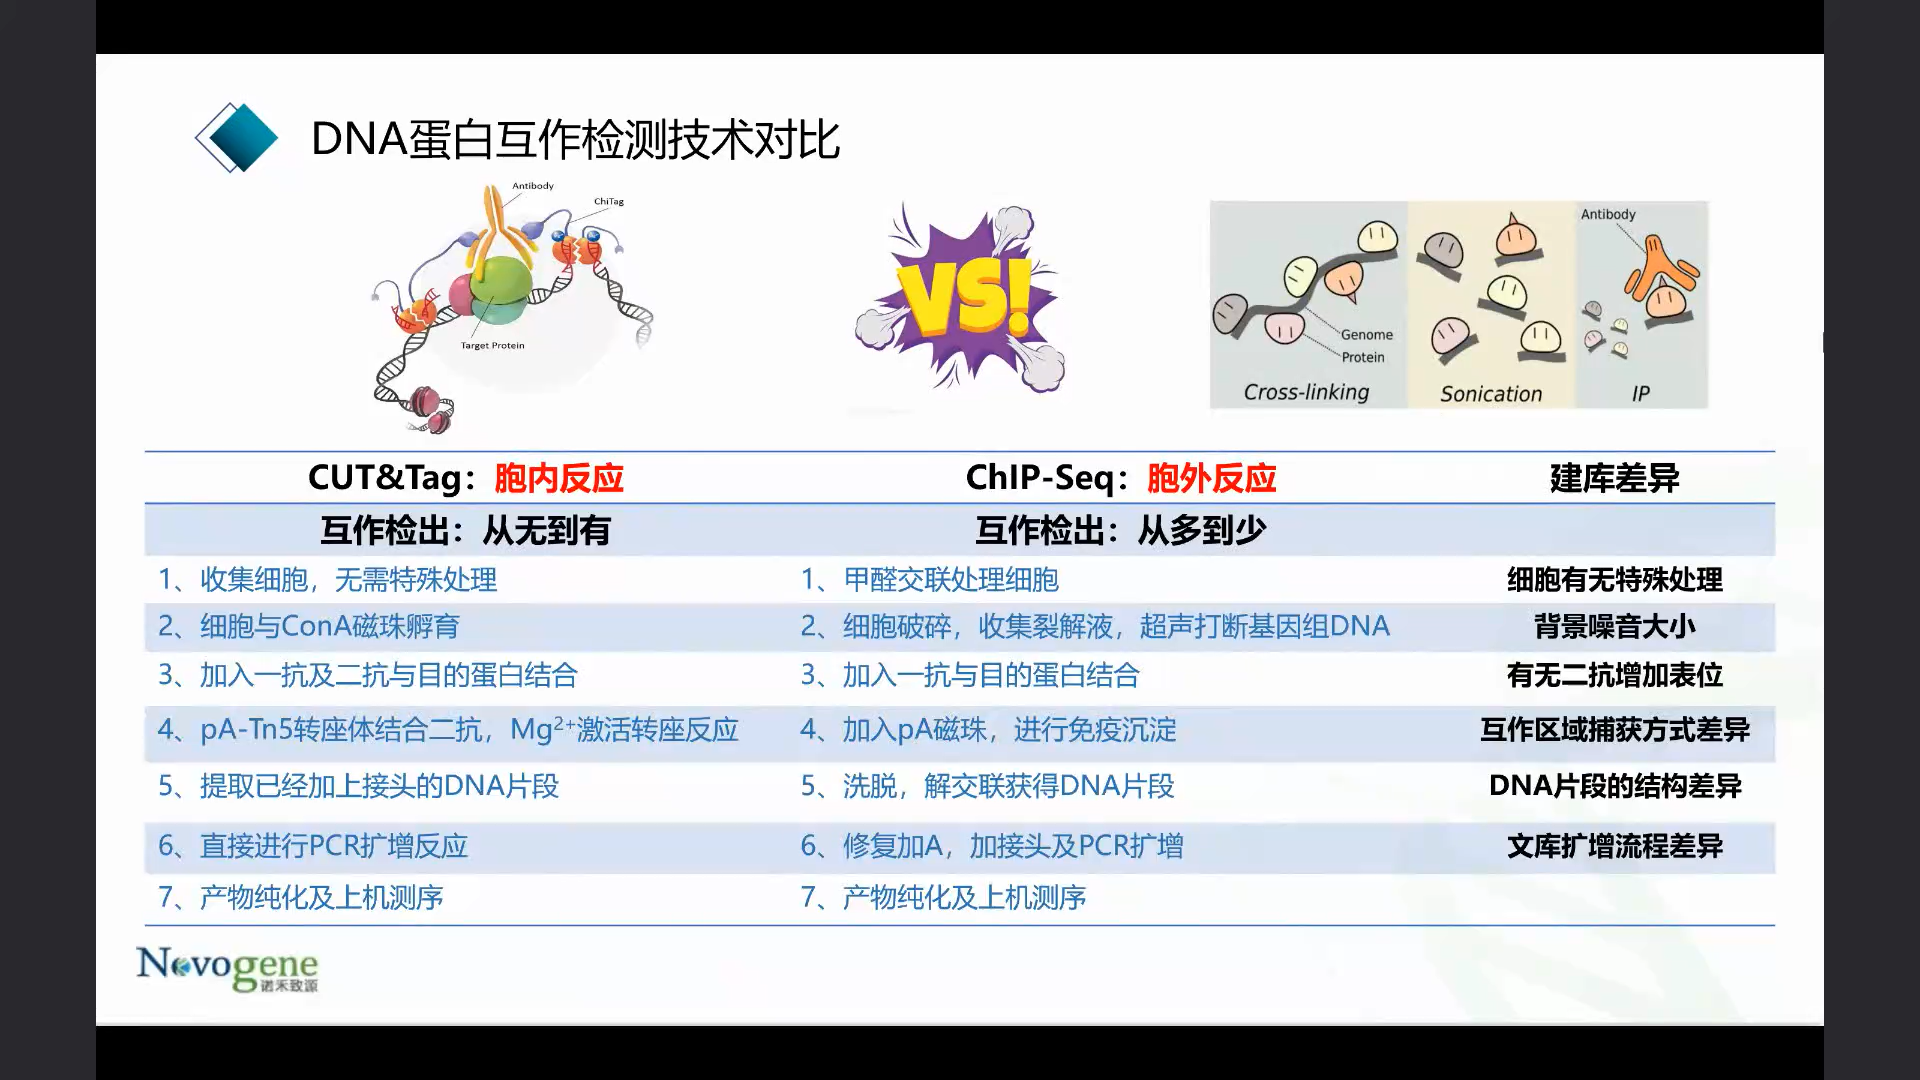 DNA蛋白互作检测技术对比
Antibody
ChiTag
Target Protein
VS!
Antibody
Genome
Protein
Cross-linking
Sonication
IP
CUT&Tag：胞内反应 ChIP-Seq：胞外反应 建库差异
互作检出：从无到有 互作检出：从多到少
1、收集细胞，无需特殊处理 1、甲醛交联处理细胞 细胞有无特殊处理
2、细胞与ConA磁珠孵育 2、细胞破碎，收集裂解液，超声打断基因组DNA 背景噪音大小
3、加入一抗及二抗与目的蛋白结合 3、加入一抗与目的蛋白结合 有无二抗增加表位
4、pA-Tn5转座体结合二抗，Mg²⁺激活转座反应 4、加入pA磁珠，进行免疫沉淀 互作区域捕获方式差异
5、提取已经加上接头的DNA片段 5、洗脱，解交联获得DNA片段 DNA片段的结构差异
6、直接进行PCR扩增反应 6、修复加A，加接头及PCR扩增 文库扩增流程差异
7、产物纯化及上机测序 7、产物纯化及上机测序
Novogene
诺禾致源